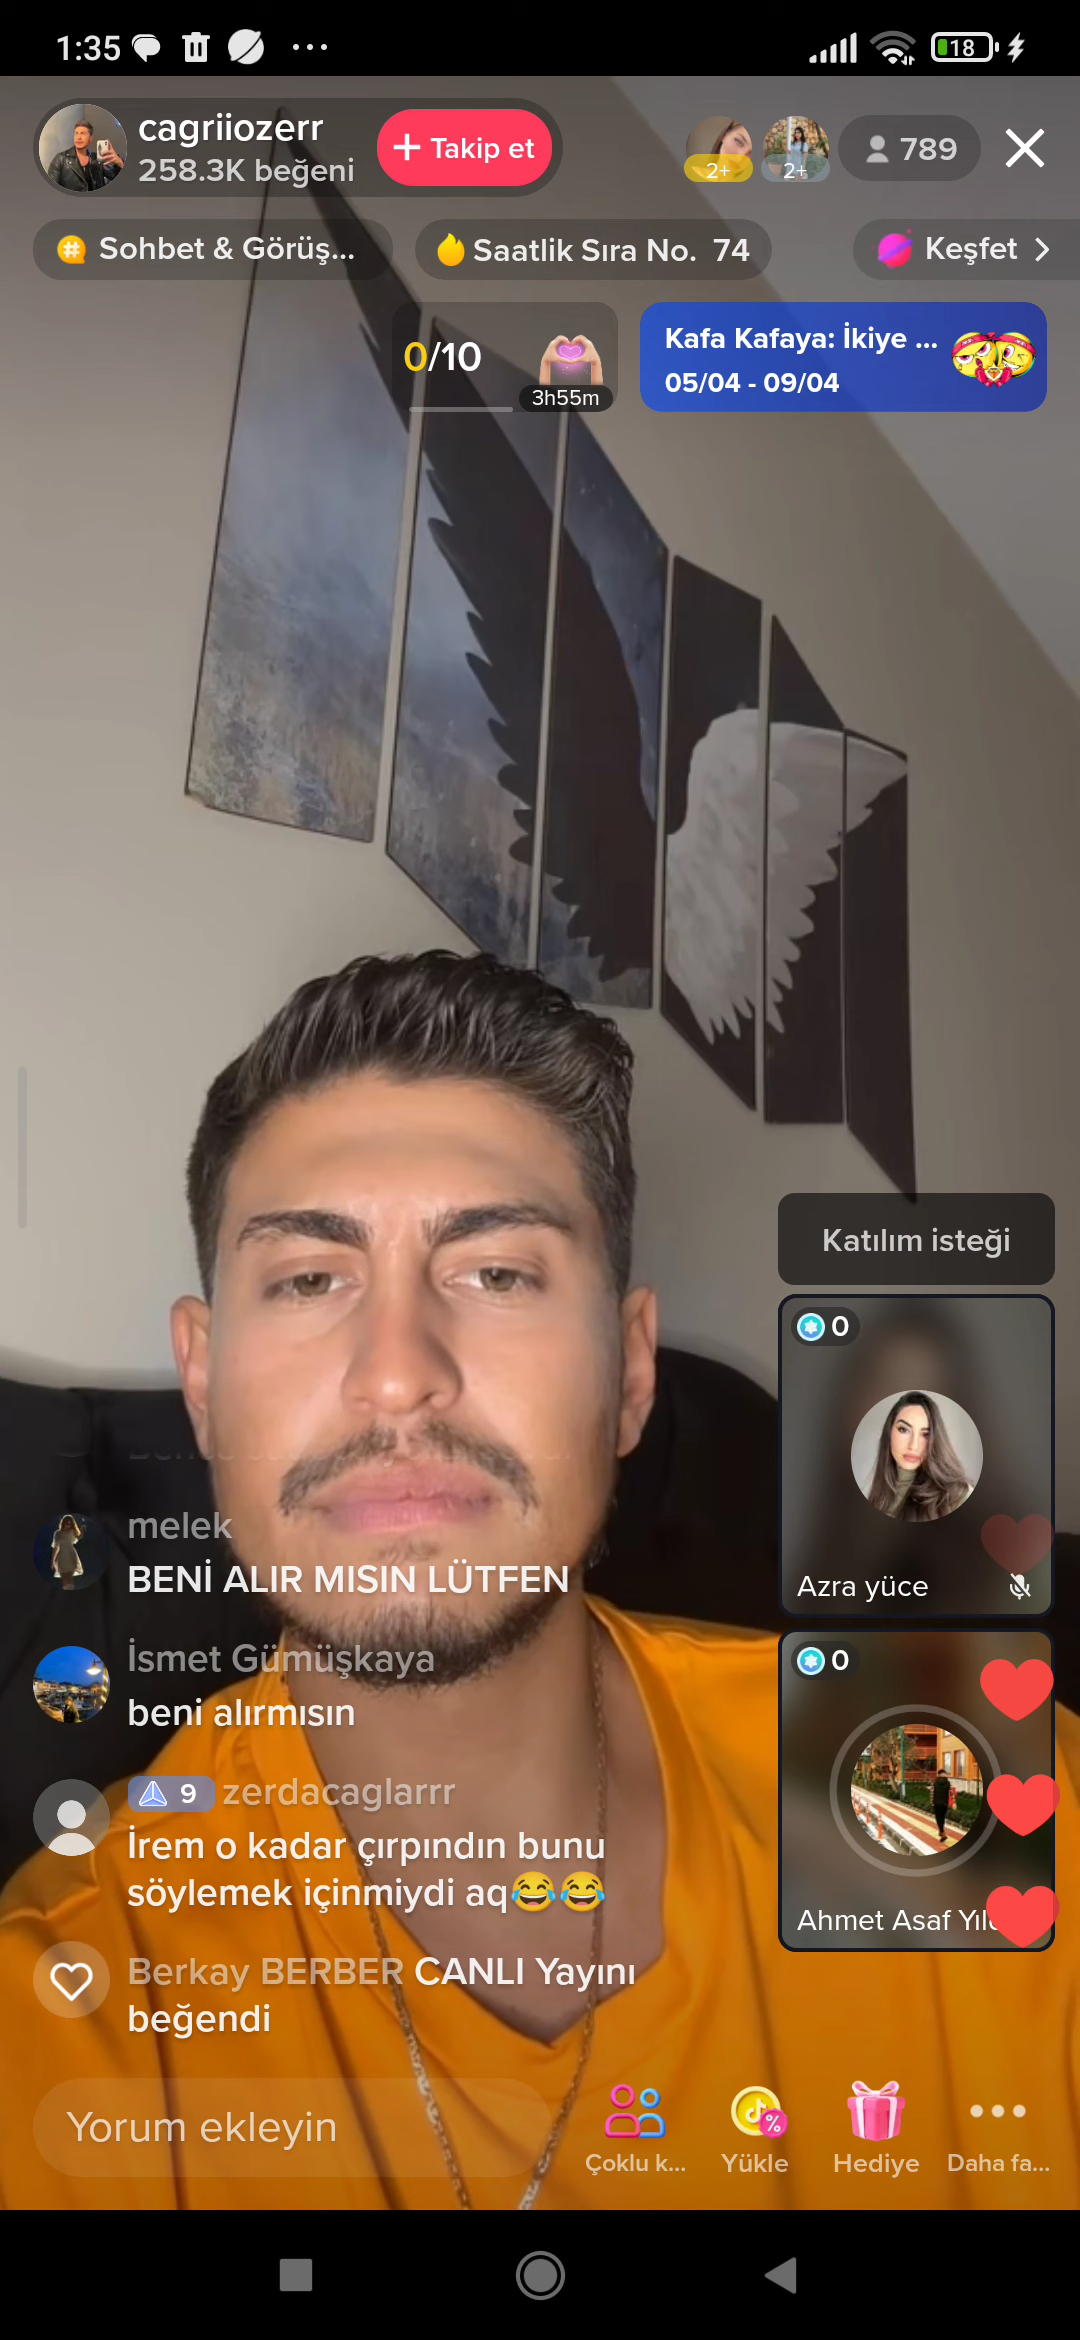 1:35
18
cagriiozerr
258.3K beğeni
+ Takip et
2+
2+
789
Sohbet & Görüş...
Saatlik Sıra No. 74
Keşfet >
0/10
3h55m
Kafa Kafaya: İkiye ...
05/04 - 09/04
Katılım isteği
0
Azra yüce
melek
BENİ ALIR MISIN LÜTFEN
İsmet Gümüşkaya
beni alırmısın
0
Ahmet Asaf
9 zerdacaglarrr
İrem o kadar çırpındın bunu
söylemek içinmiydi aq😂😂
Berkay BERBER CANLI Yayını
beğendi
Yorum ekleyin
Çoklu k...
Yükle
Hediye
Daha fa...